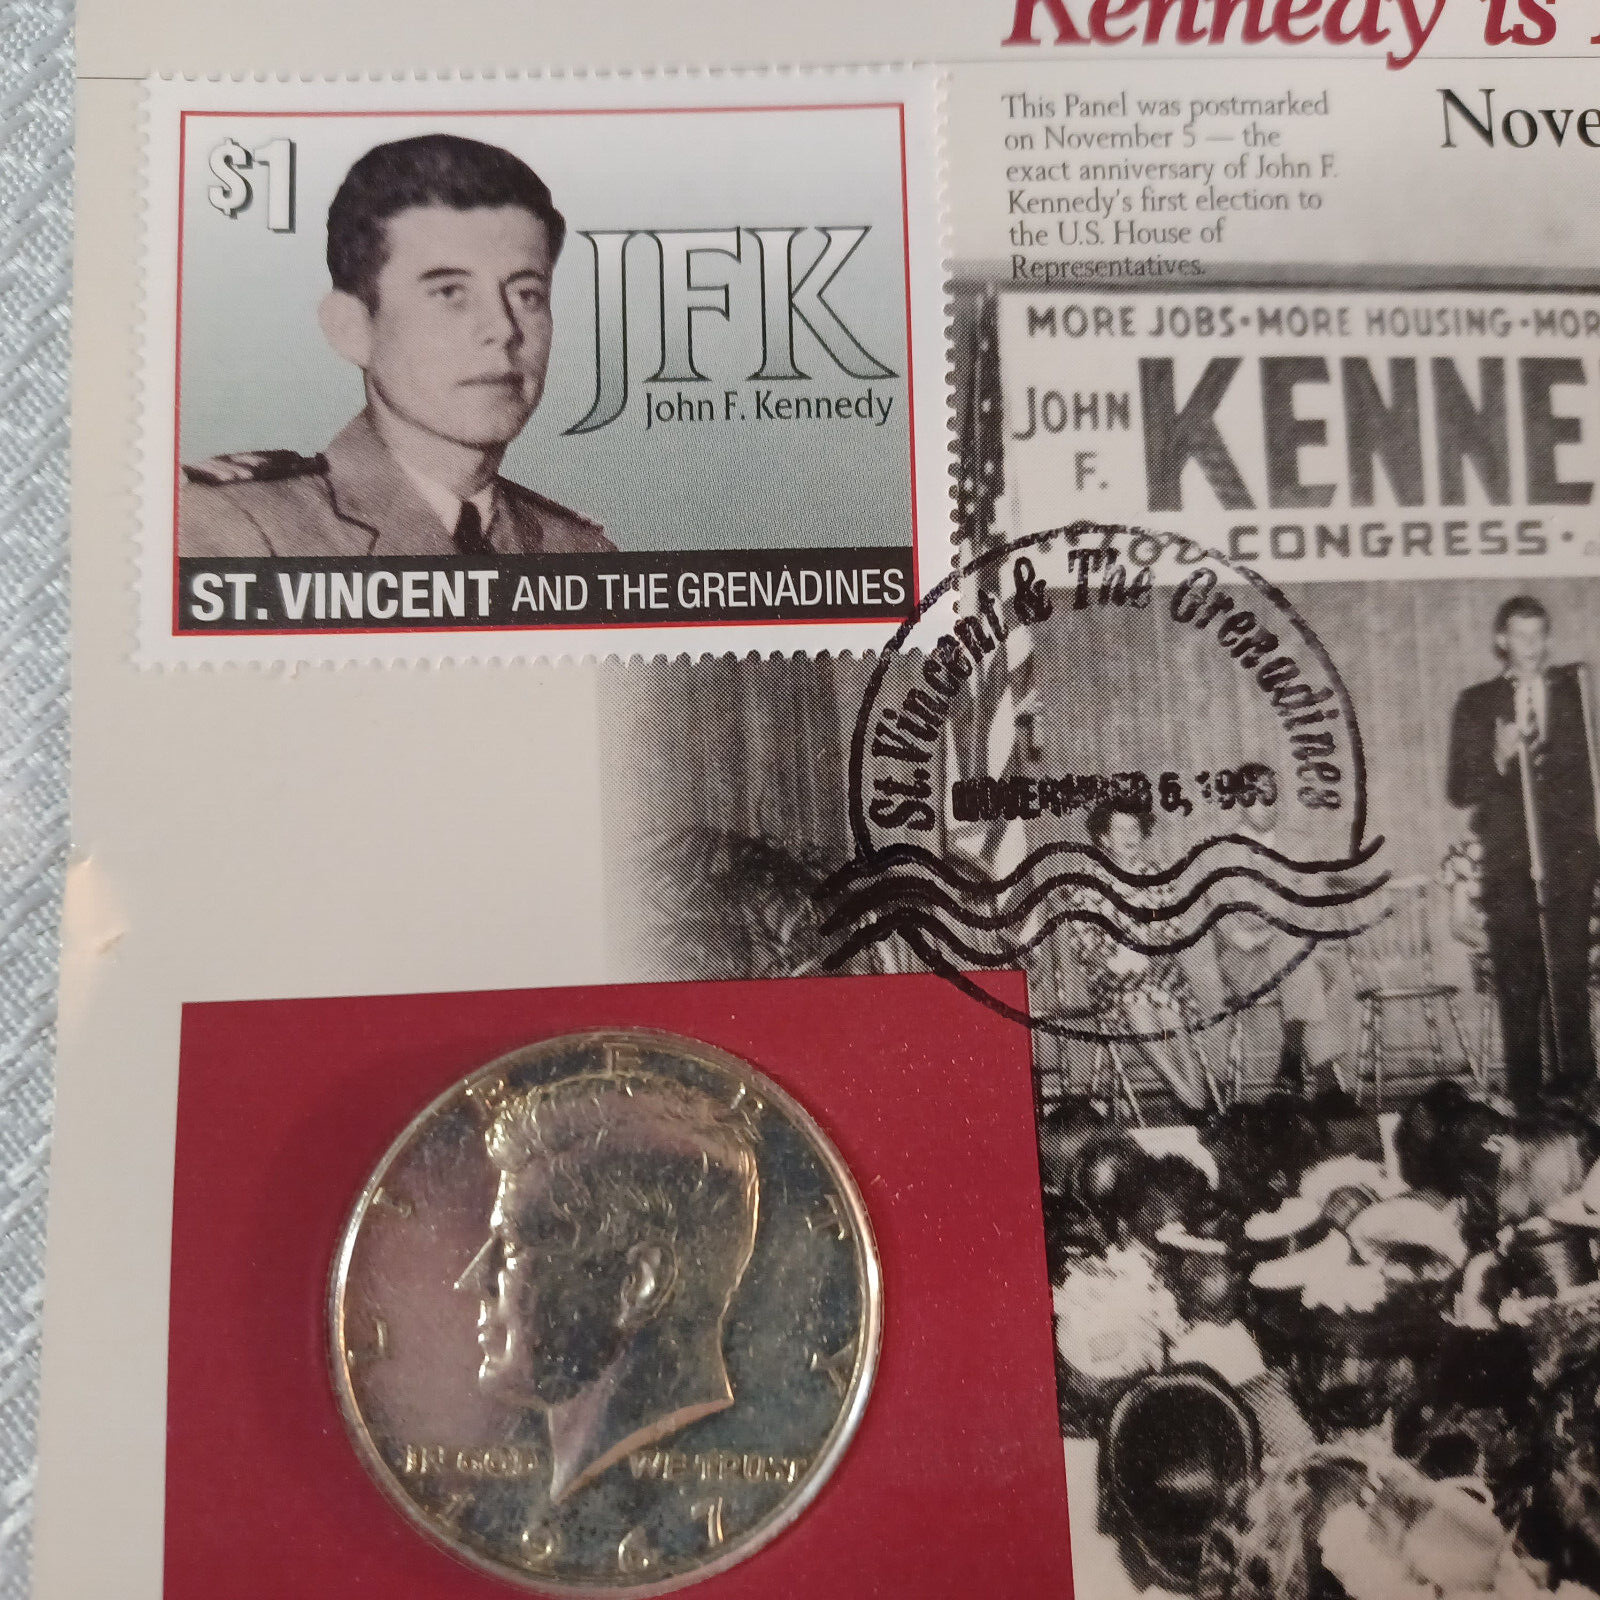 Kennedy is
$1
JFK
John F. Kennedy
ST. VINCENT AND THE GRENADINES
This Panel was postmarked
on November 5 — the
exact anniversary of John F.
Kennedy's first election to
the U.S. House of
Representatives.
Nove
MORE JOBS • MORE HOUSING • MOR
JOHN
F.
KENNE
CONGRESS •
St. Vincent & The Grenadines
NOVEMBER 5,
LIBERTY
IN GOD WE TRUST
1967